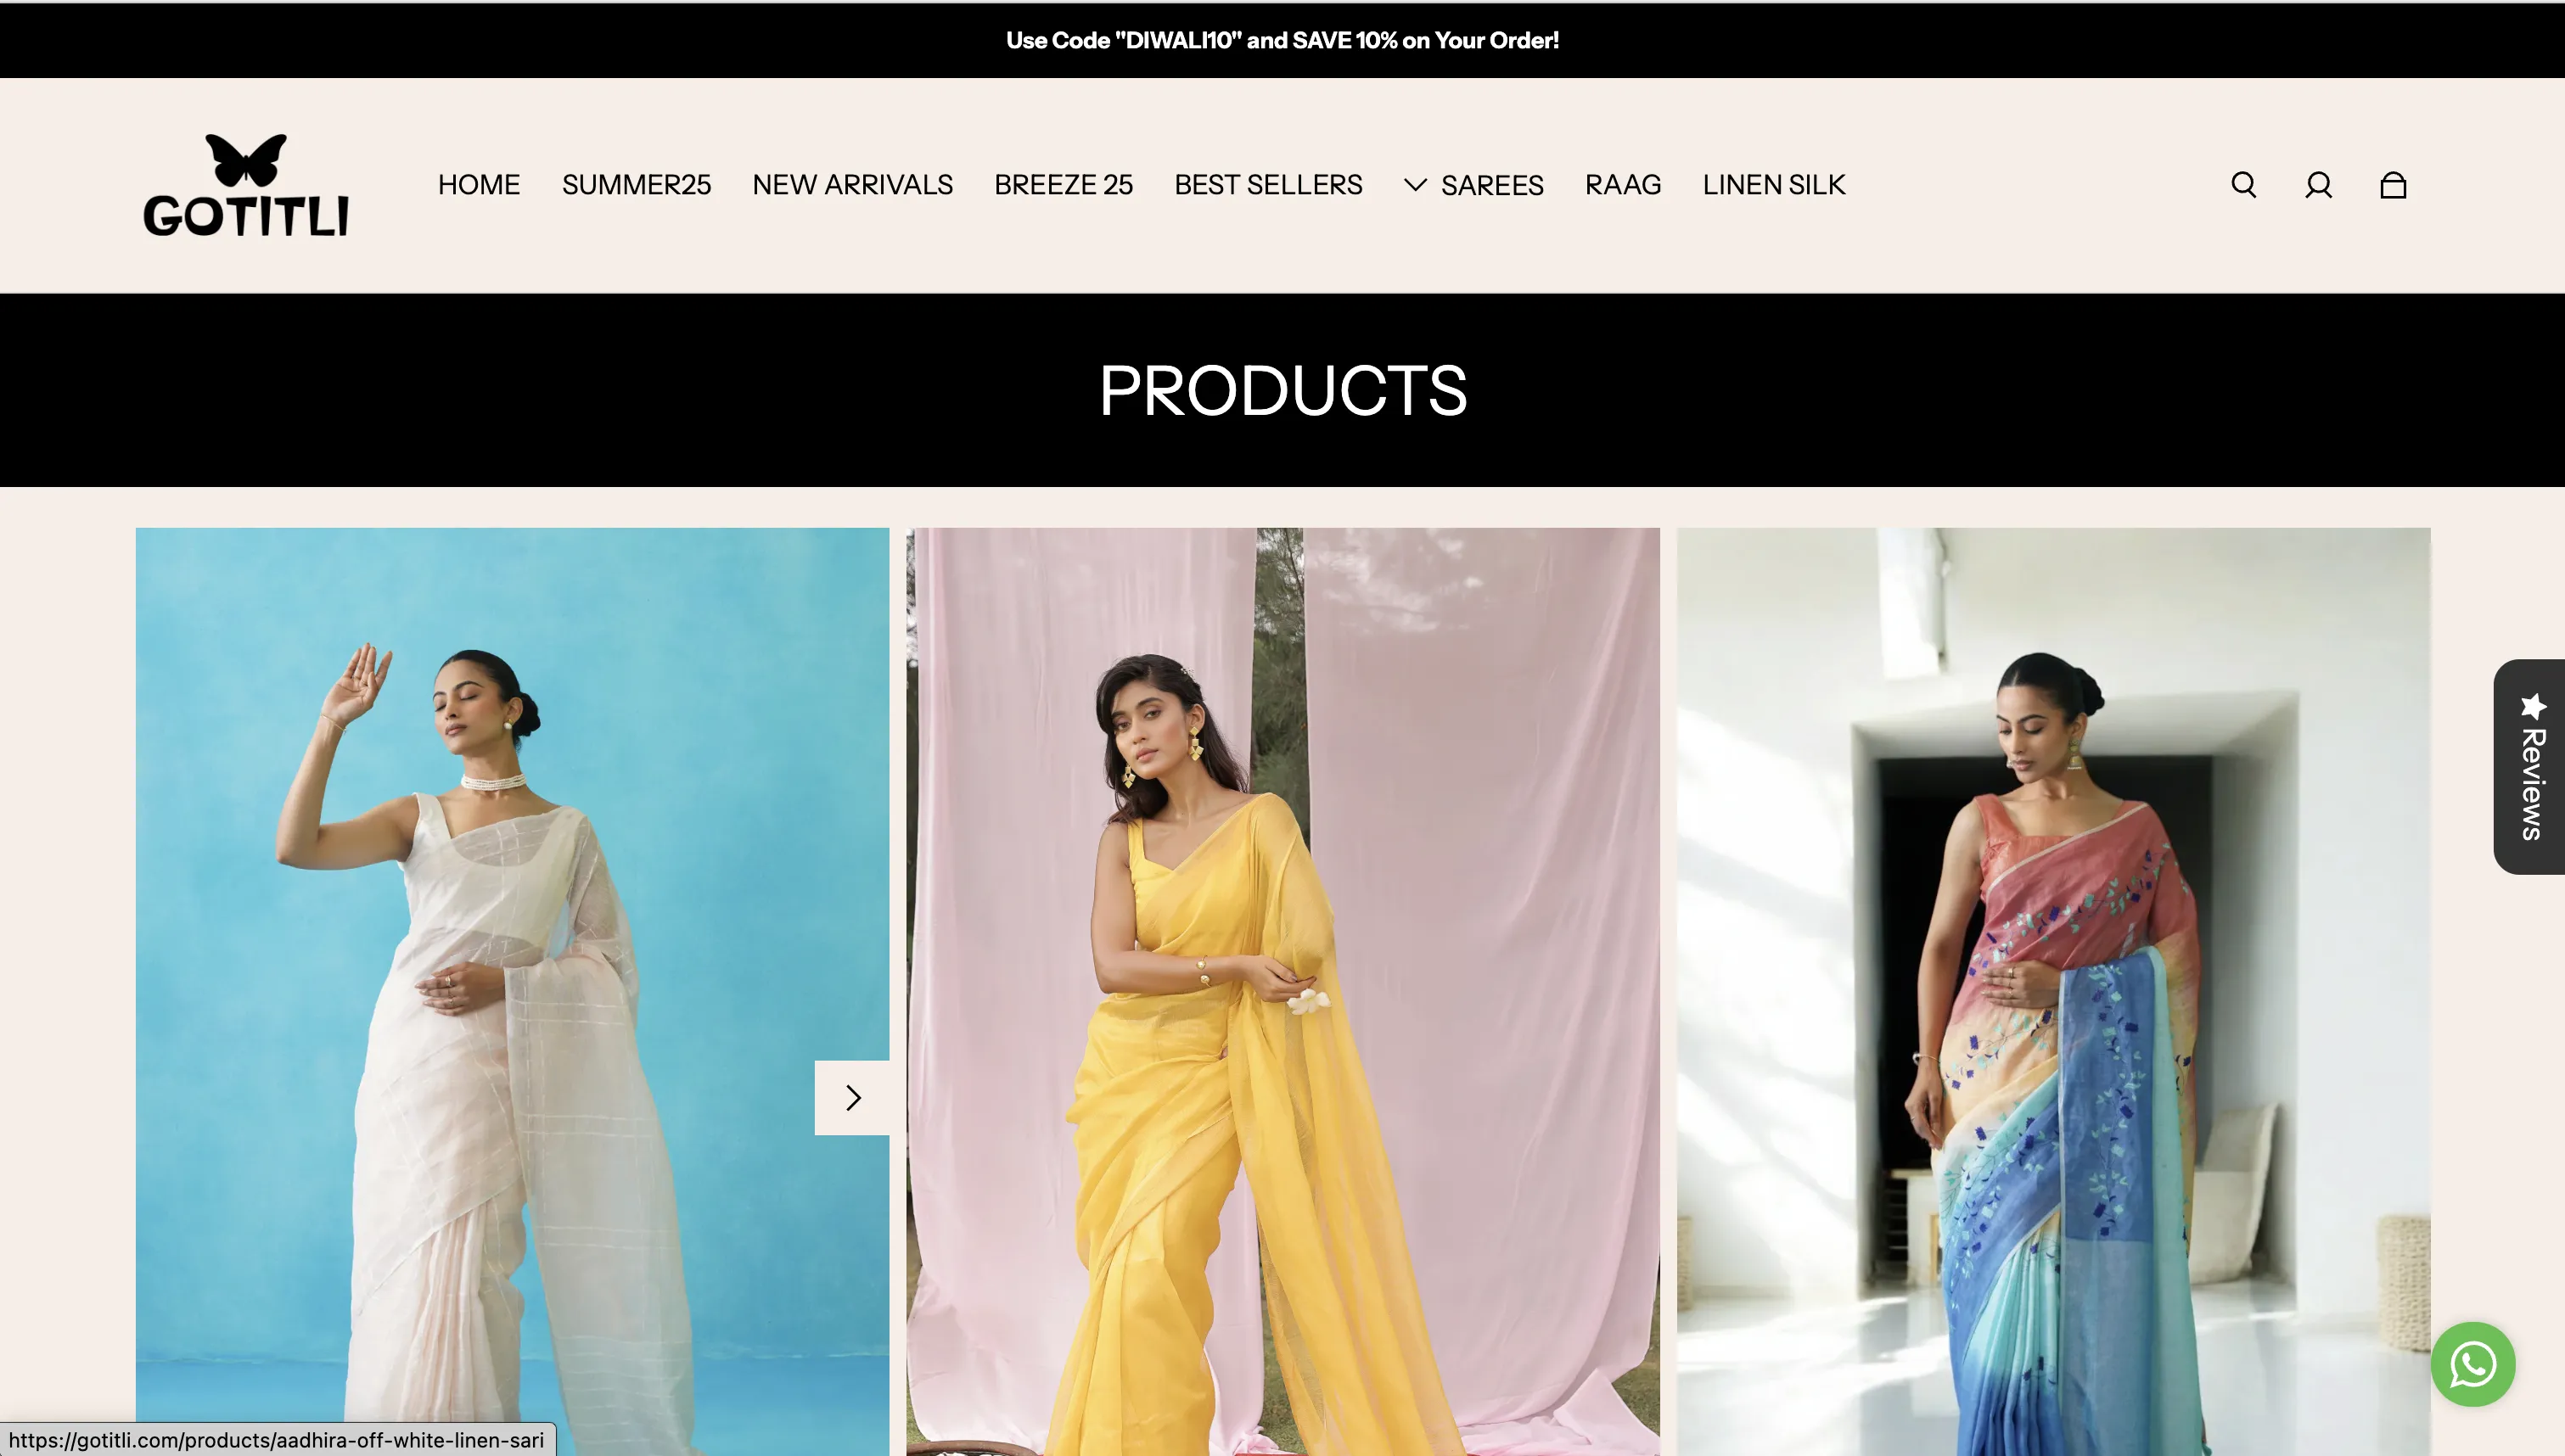 Use Code "DIWALI10" and SAVE 10% on Your Order!
GOTITLI
HOME SUMMER25 NEW ARRIVALS BREEZE 25 BEST SELLERS SAREES RAAG LINEN SILK
PRODUCTS
Reviews
https://gotitli.com/products/aadhira-off-white-linen-sari